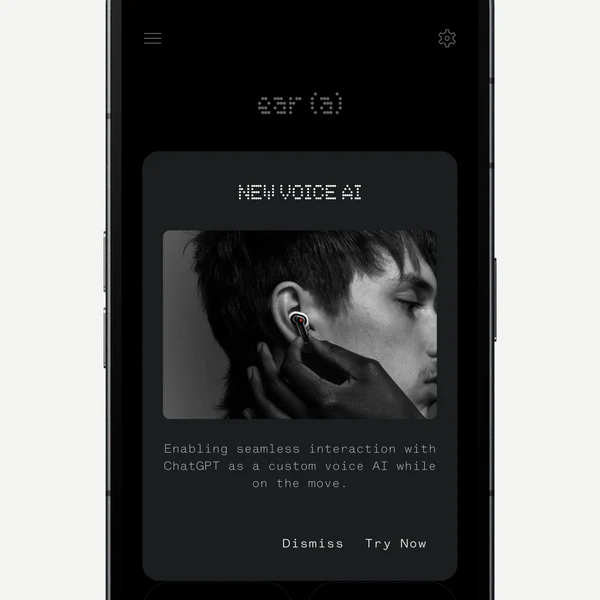 ear (a)
NEW VOICE AI
Enabling seamless interaction with
ChatGPT as a custom voice AI while
on the move.
Dismiss Try Now